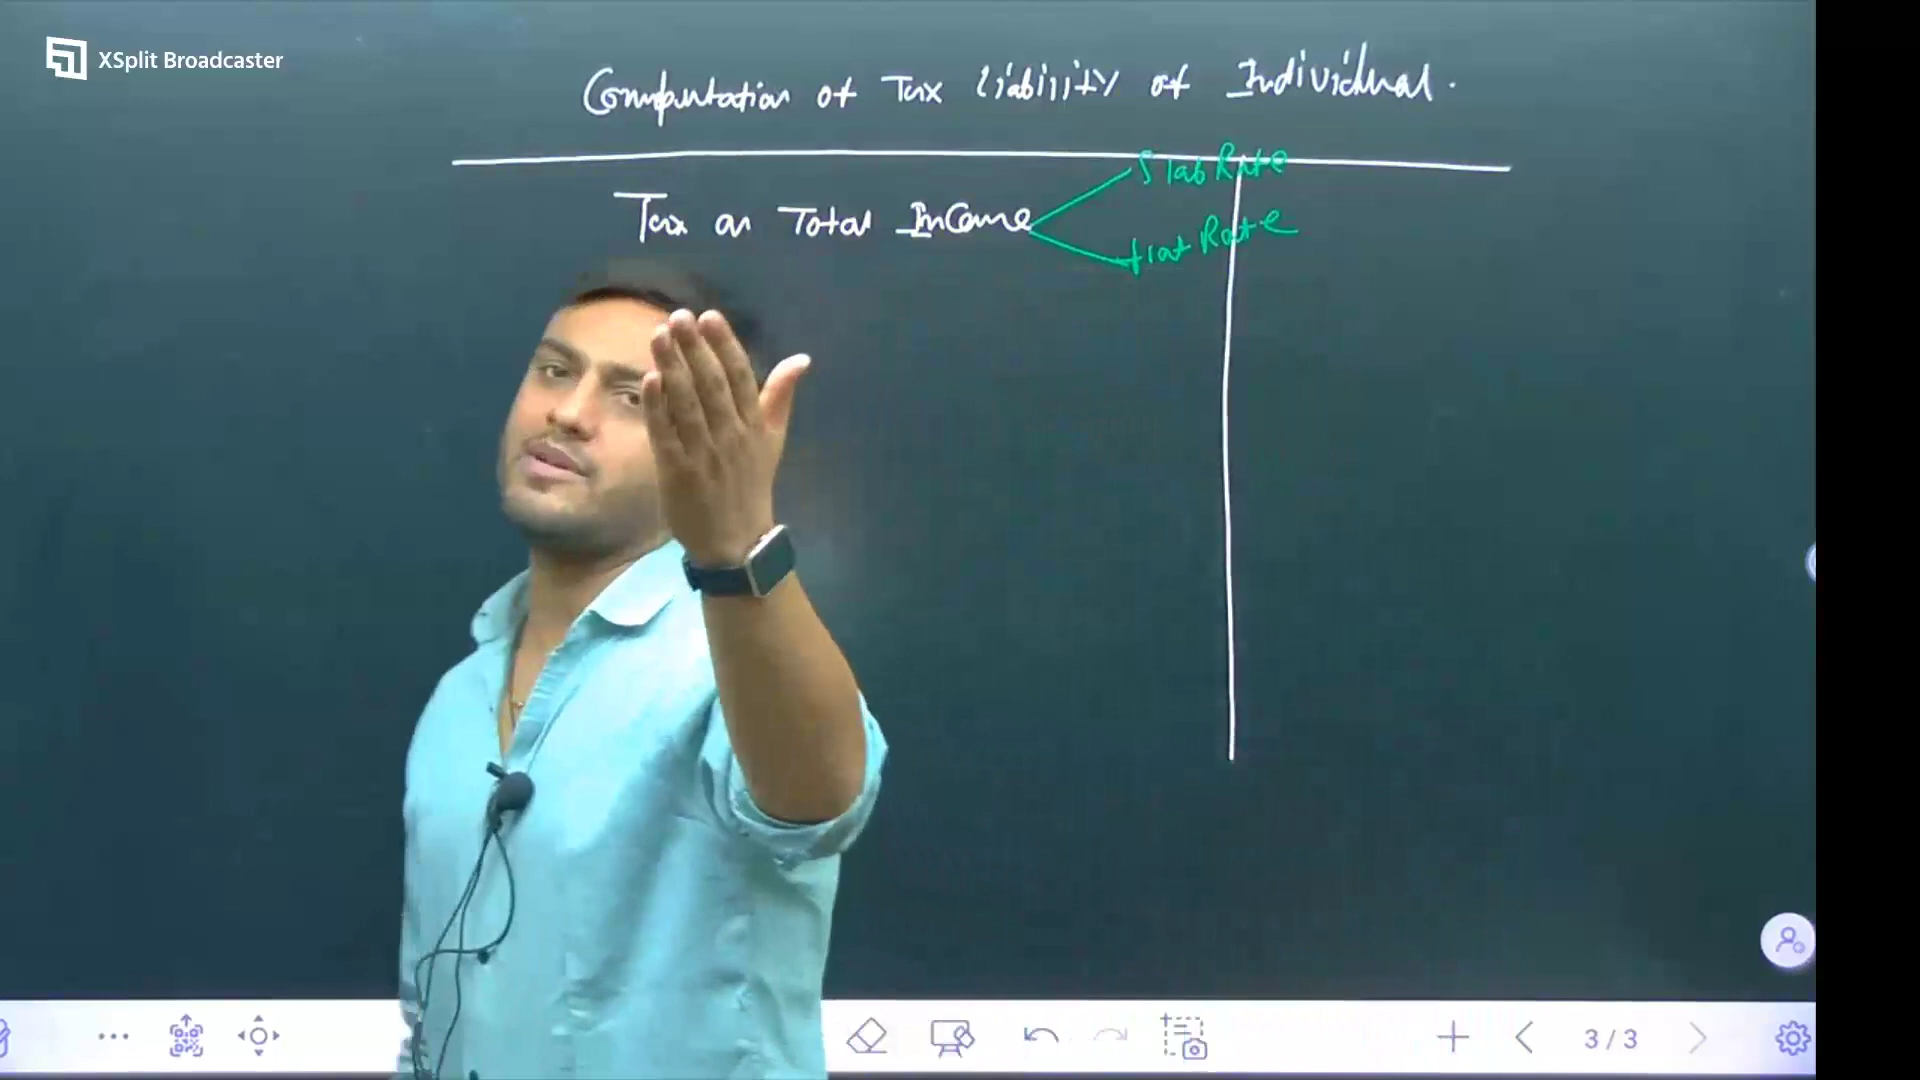 XSplit Broadcaster
Computation of Tax Liability of Individual.
Slab Rate
Tax on Total Income
flat Rate
3/3